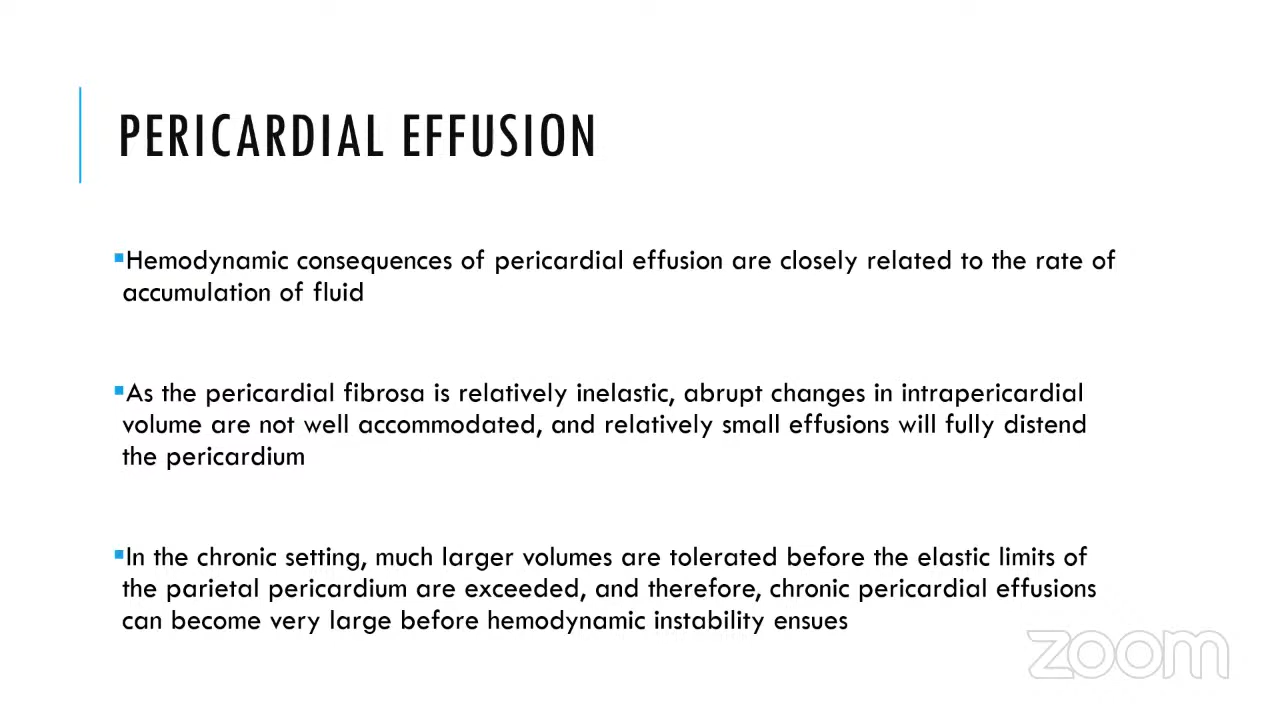 PERICARDIAL EFFUSION
▪Hemodynamic consequences of pericardial effusion are closely related to the rate of
accumulation of fluid
▪As the pericardial fibrosa is relatively inelastic, abrupt changes in intrapericardial
volume are not well accommodated, and relatively small effusions will fully distend
the pericardium
▪In the chronic setting, much larger volumes are tolerated before the elastic limits of
the parietal pericardium are exceeded, and therefore, chronic pericardial effusions
can become very large before hemodynamic instability ensues
zoom